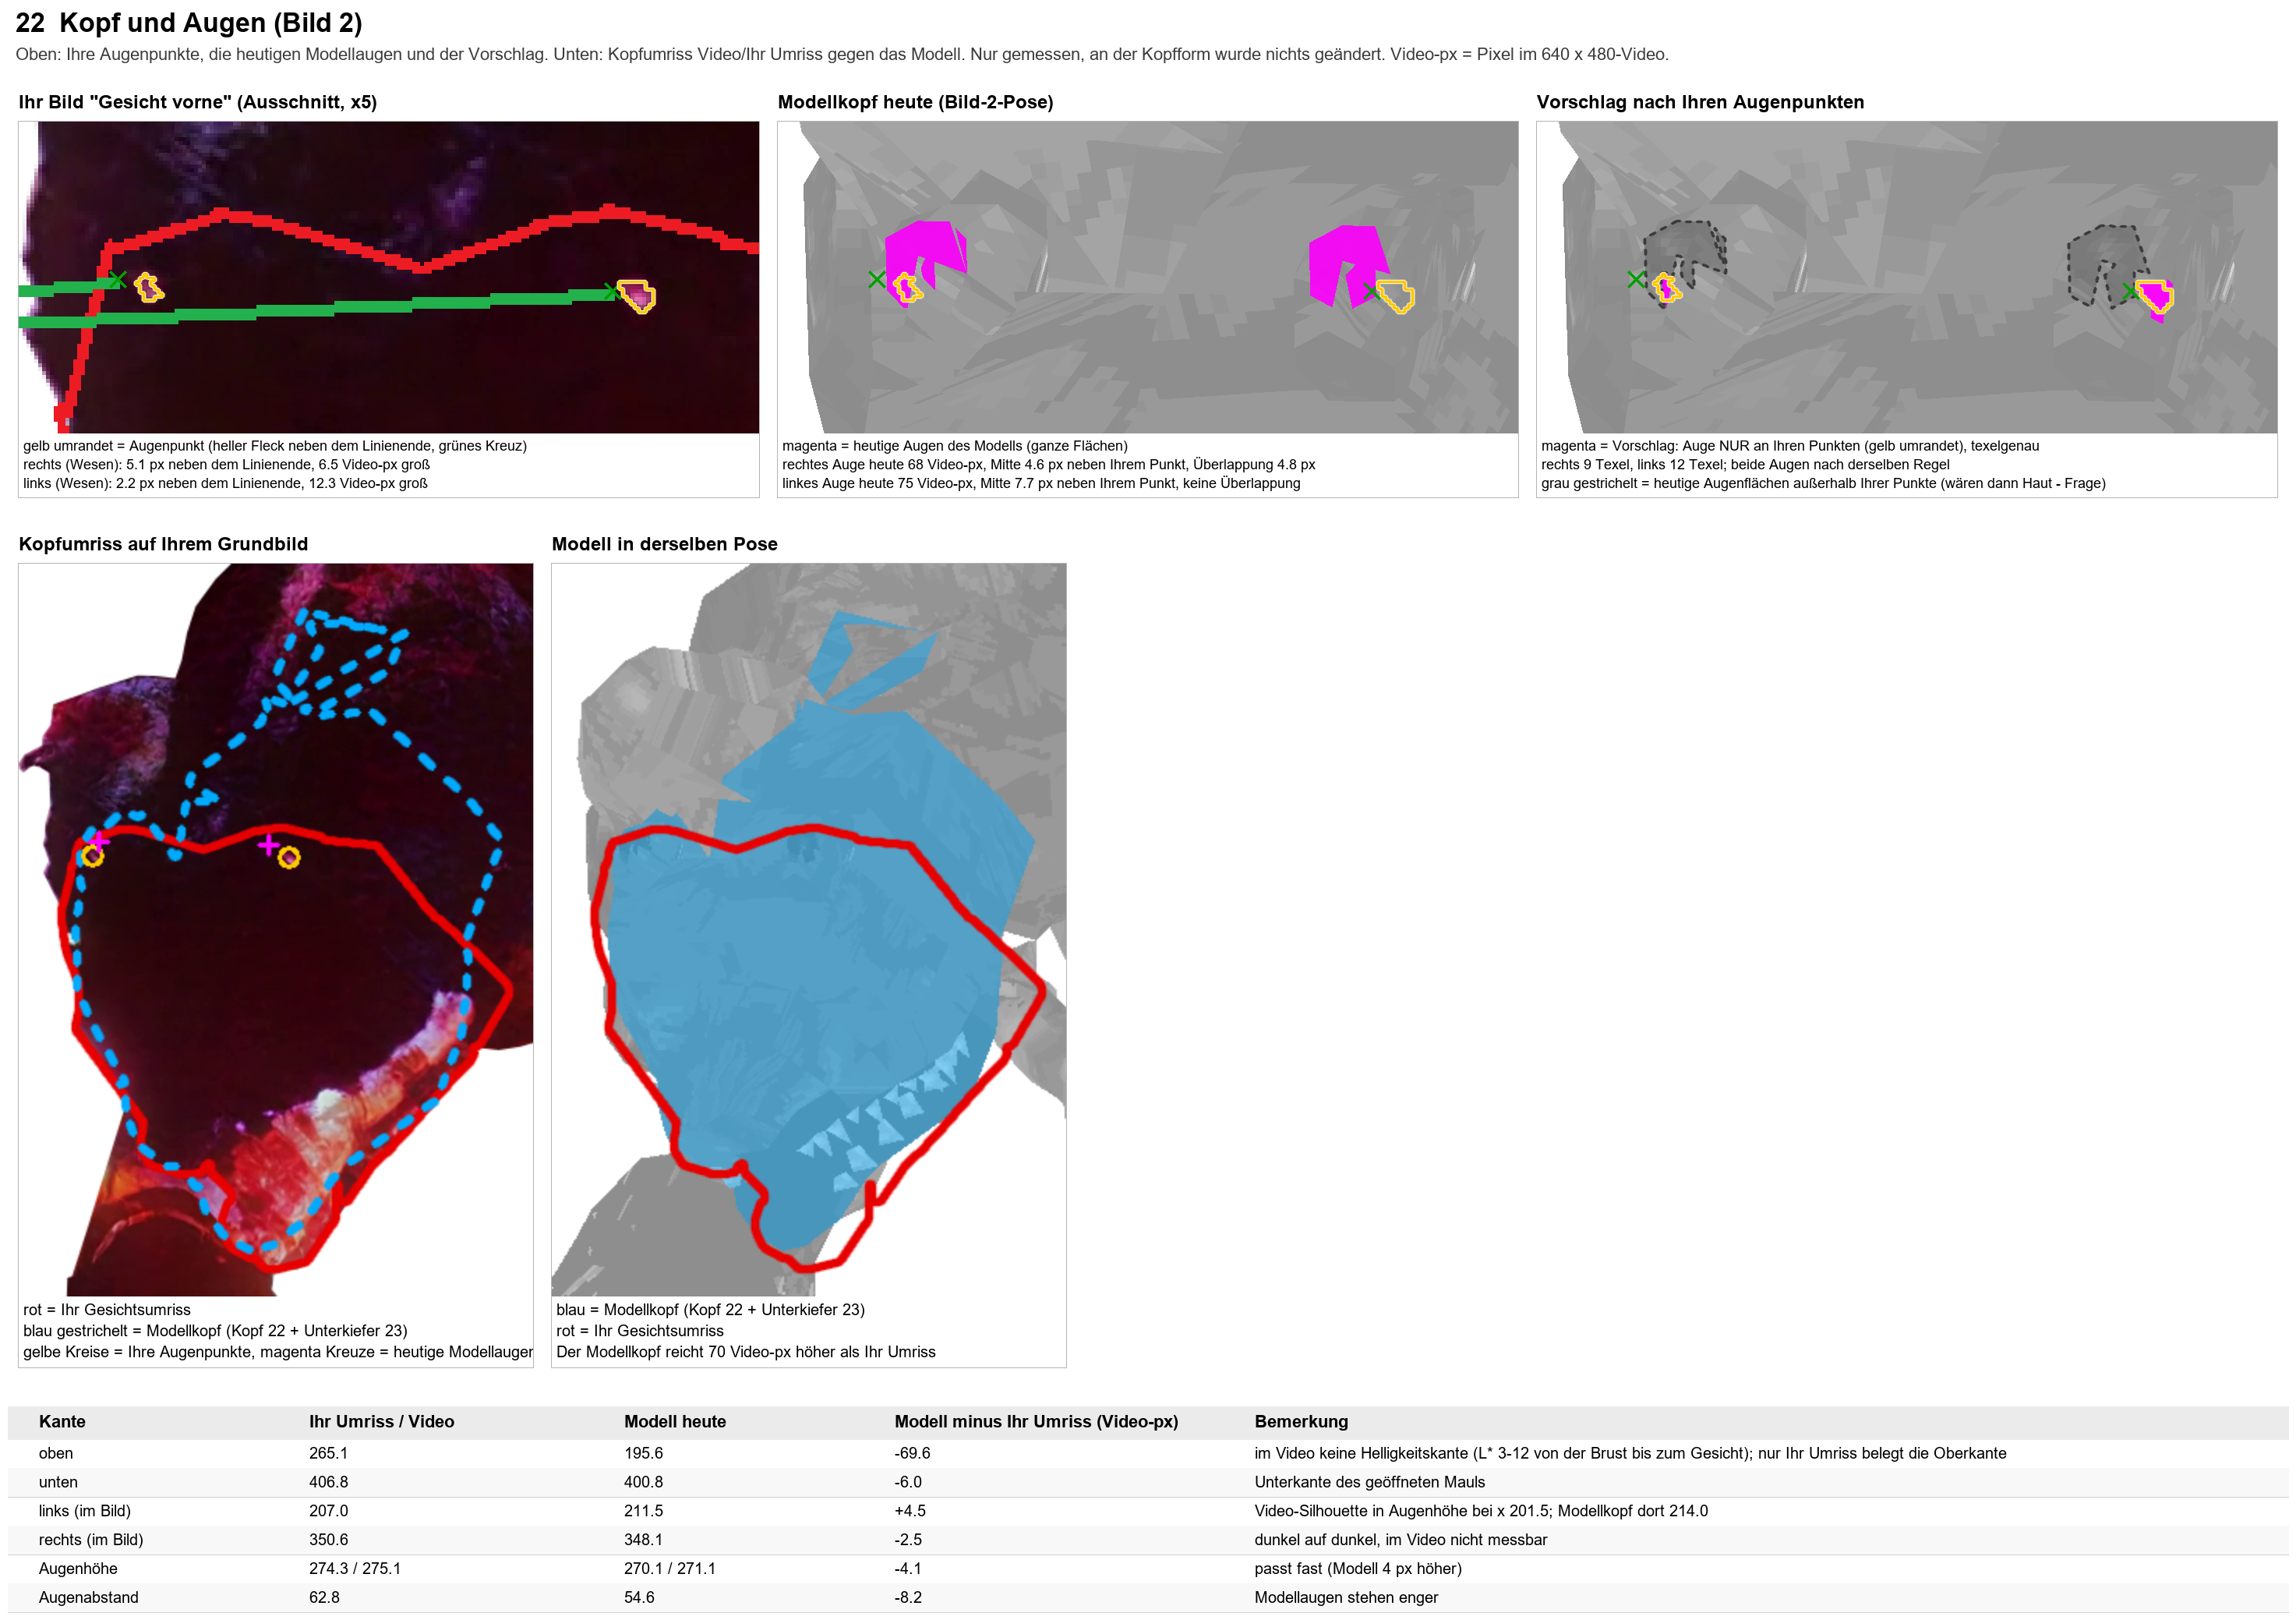 22 Kopf und Augen (Bild 2)
Oben: Ihre Augenpunkte, die heutigen Modellaugen und der Vorschlag. Unten: Kopfumriss Video/Ihr Umriss gegen das Modell. Nur gemessen, an der Kopfform wurde nichts geändert. Video-px = Pixel im 640 x 480-Video.
Ihr Bild "Gesicht vorne" (Ausschnitt, x5)
gelb umrandet = Augenpunkt (heller Fleck neben dem Linienende, grünes Kreuz)
rechts (Wesen): 5.1 px neben dem Linienende, 6.5 Video-px groß
links (Wesen): 2.2 px neben dem Linienende, 12.3 Video-px groß
Modellkopf heute (Bild-2-Pose)
magenta = heutige Augen des Modells (ganze Flächen)
rechtes Auge heute 68 Video-px, Mitte 4.6 px neben Ihrem Punkt, Überlappung 4.8 px
linkes Auge heute 75 Video-px, Mitte 7.7 px neben Ihrem Punkt, keine Überlappung
Vorschlag nach Ihren Augenpunkten
magenta = Vorschlag: Auge NUR an Ihren Punkten (gelb umrandet), texelgenau
rechts 9 Texel, links 12 Texel; beide Augen nach derselben Regel
grau gestrichelt = heutige Augenflächen außerhalb Ihrer Punkte (wären dann Haut - Frage)
Kopfumriss auf Ihrem Grundbild
rot = Ihr Gesichtsumriss
blau gestrichelt = Modellkopf (Kopf 22 + Unterkiefer 23)
gelbe Kreise = Ihre Augenpunkte, magenta Kreuze = heutige Modellaugen
Modell in derselben Pose
blau = Modellkopf (Kopf 22 + Unterkiefer 23)
rot = Ihr Gesichtsumriss
Der Modellkopf reicht 70 Video-px höher als Ihr Umriss
Kante Ihr Umriss / Video Modell heute Modell minus Ihr Umriss (Video-px) Bemerkung
oben 265.1 195.6 -69.6 im Video keine Helligkeitskante (L* 3-12 von der Brust bis zum Gesicht); nur Ihr Umriss belegt die Oberkante
unten 406.8 400.8 -6.0 Unterkante des geöffneten Mauls
links (im Bild) 207.0 211.5 +4.5 Video-Silhouette in Augenhöhe bei x 201.5; Modellkopf dort 214.0
rechts (im Bild) 350.6 348.1 -2.5 dunkel auf dunkel, im Video nicht messbar
Augenhöhe 274.3 / 275.1 270.1 / 271.1 -4.1 passt fast (Modell 4 px höher)
Augenabstand 62.8 54.6 -8.2 Modellaugen stehen enger